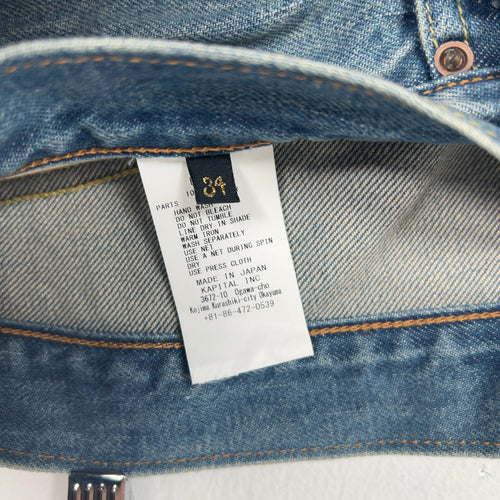 34
10
PARTS
HAND WASH
DO NOT BLEACH
DO NOT TUMBLE
LINE DRY IN SHADE
WARM IRON
WASH SEPARATELY
USE NET
USE A NET DURING SPIN
DRY
USE PRESS CLOTH
MADE IN JAPAN
KAPITAL INC
3672-10 Ogawa-cho
Kojima Kurashiki-city Okayama
+81-86-472-0539